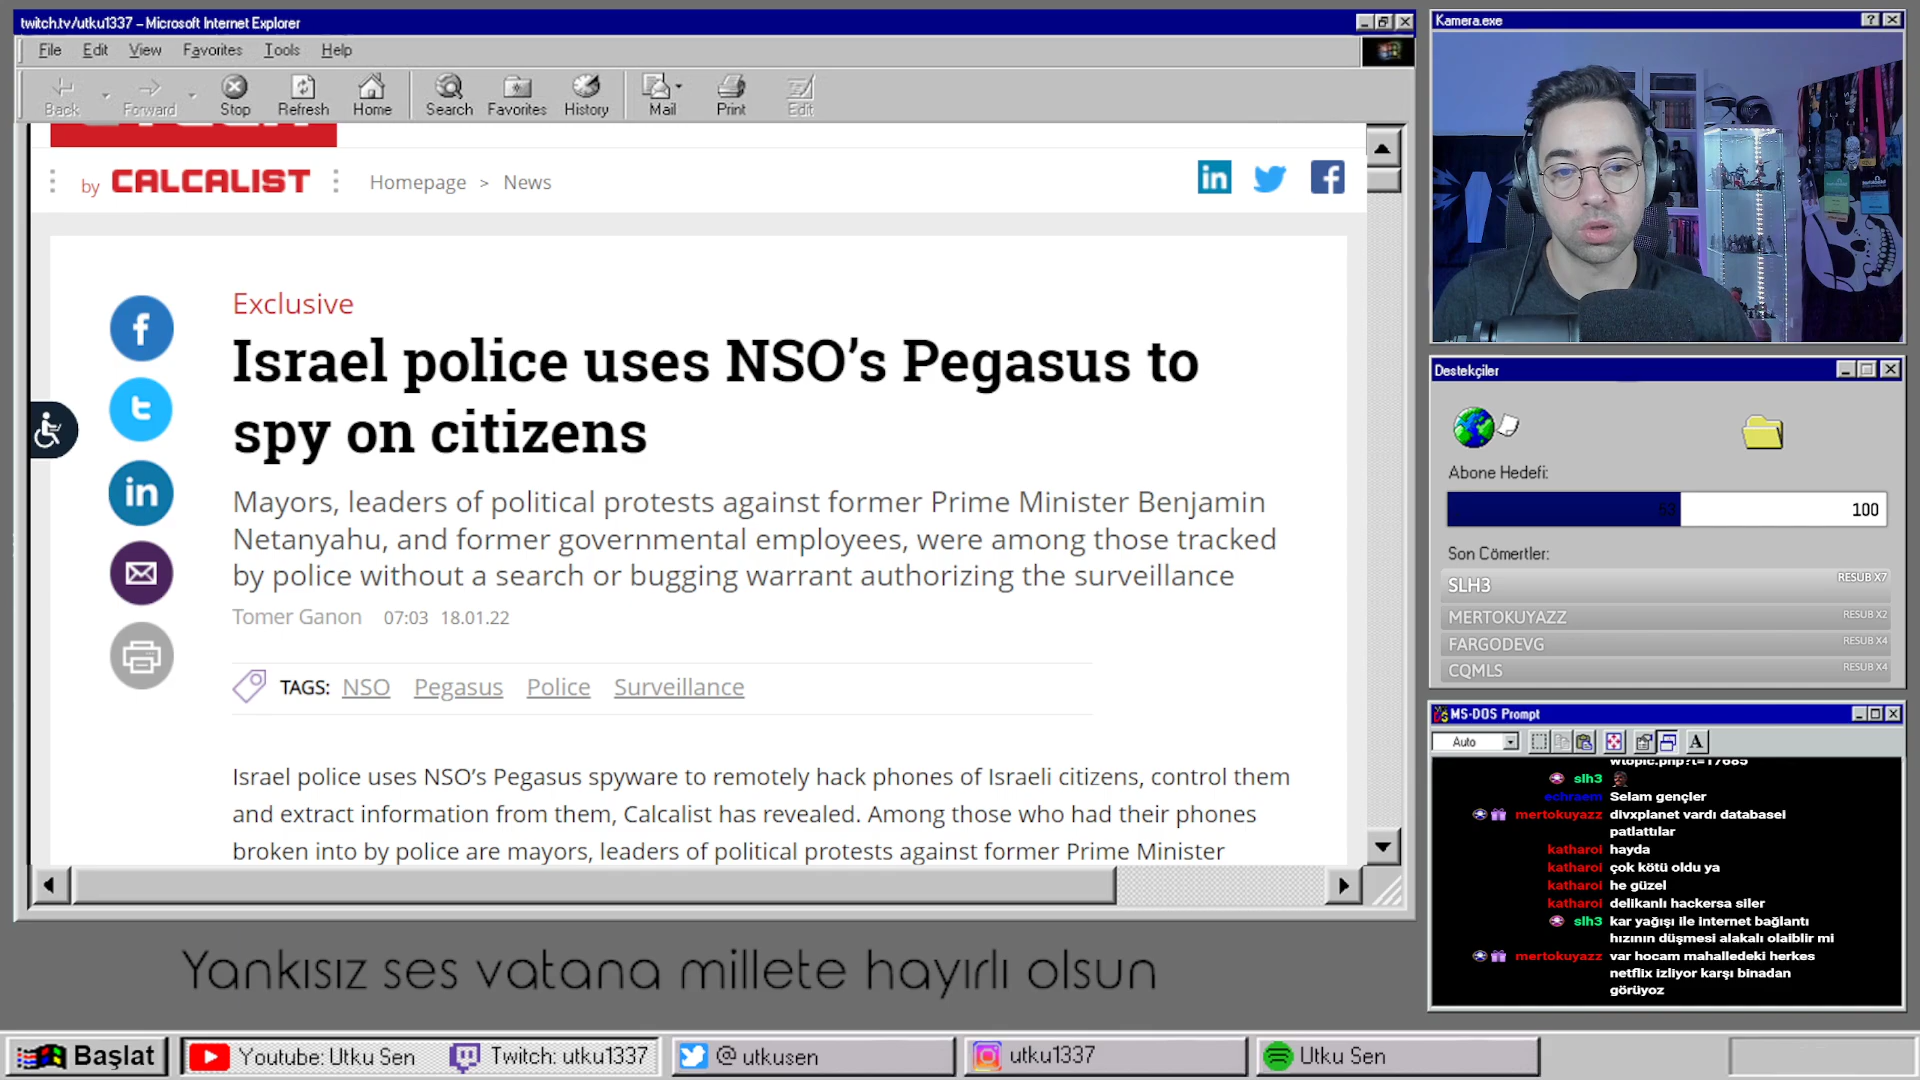 twitch.tv/utku1337 – Microsoft Internet Explorer
File Edit View Favorites Tools Help
Back Forward Stop Refresh Home Search Favorites History Mail Print Edit
by CALCALIST Homepage > News
Exclusive
Israel police uses NSO’s Pegasus to
spy on citizens
Mayors, leaders of political protests against former Prime Minister Benjamin
Netanyahu, and former governmental employees, were among those tracked
by police without a search or bugging warrant authorizing the surveillance
Tomer Ganon 07:03 18.01.22
TAGS: NSO Pegasus Police Surveillance
Israel police uses NSO’s Pegasus spyware to remotely hack phones of Israeli citizens, control them
and extract information from them, Calcalist has revealed. Among those who had their phones
broken into by police are mayors, leaders of political protests against former Prime Minister
Yankısız ses vatana millete hayırlı olsun
Kamera.exe
Destekçiler
Abone Hedefi:
53 100
Son Cömertler:
SLH3 RESUB X7
MERTOKUYAZZ RESUB X2
FARGODEVG RESUB X4
CQMLS RESUB X4
MS-DOS Prompt
Auto A
wtopic.php?t=17685
slh3
echraem Selam gençler
mertokuyazz divxplanet vardı databasel
patlattılar
katharoi hayda
katharoi çok kötü oldu ya
katharoi he güzel
katharoi delikanlı hackersa siler
slh3 kar yağışı ile internet bağlantı
hızının düşmesi alakalı olaiblir mi
mertokuyazz var hocam mahalledeki herkes
netflix izliyor karşı binadan
görüyoz
Başlat Youtube: Utku Sen Twitch: utku1337 @utkusen utku1337 Utku Sen